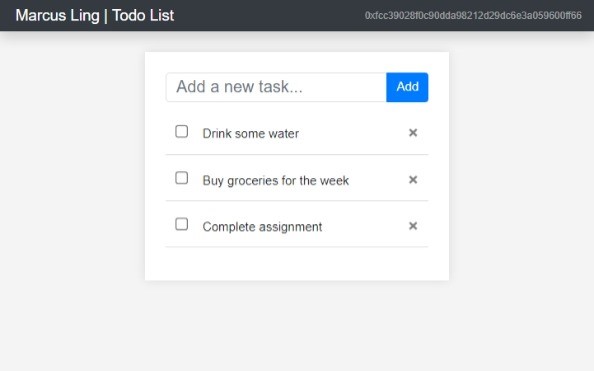 Marcus Ling | Todo List
0xfcc39028f0c90dda98212d29dc6e3a059600ff66
Add a new task...
Add
Drink some water
×
Buy groceries for the week
×
Complete assignment
×